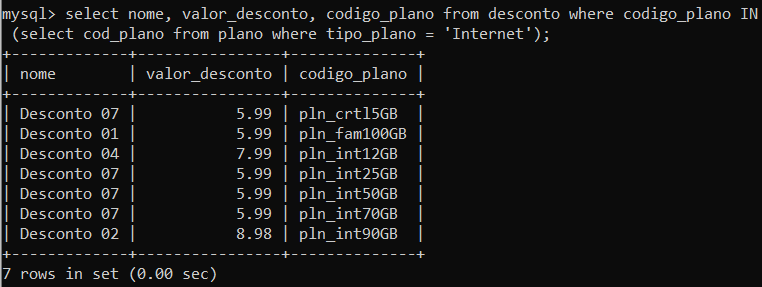 mysql> select nome, valor_desconto, codigo_plano from desconto where codigo_plano IN
 (select cod_plano from plano where tipo_plano = 'Internet');
+-------------+----------------+--------------+
| nome        | valor_desconto | codigo_plano |
+-------------+----------------+--------------+
| Desconto 07 |           5.99 | pln_crtl5GB  |
| Desconto 01 |           5.99 | pln_fam100GB |
| Desconto 04 |           7.99 | pln_int12GB  |
| Desconto 07 |           5.99 | pln_int25GB  |
| Desconto 07 |           5.99 | pln_int50GB  |
| Desconto 07 |           5.99 | pln_int70GB  |
| Desconto 02 |           8.98 | pln_int90GB  |
+-------------+----------------+--------------+
7 rows in set (0.00 sec)